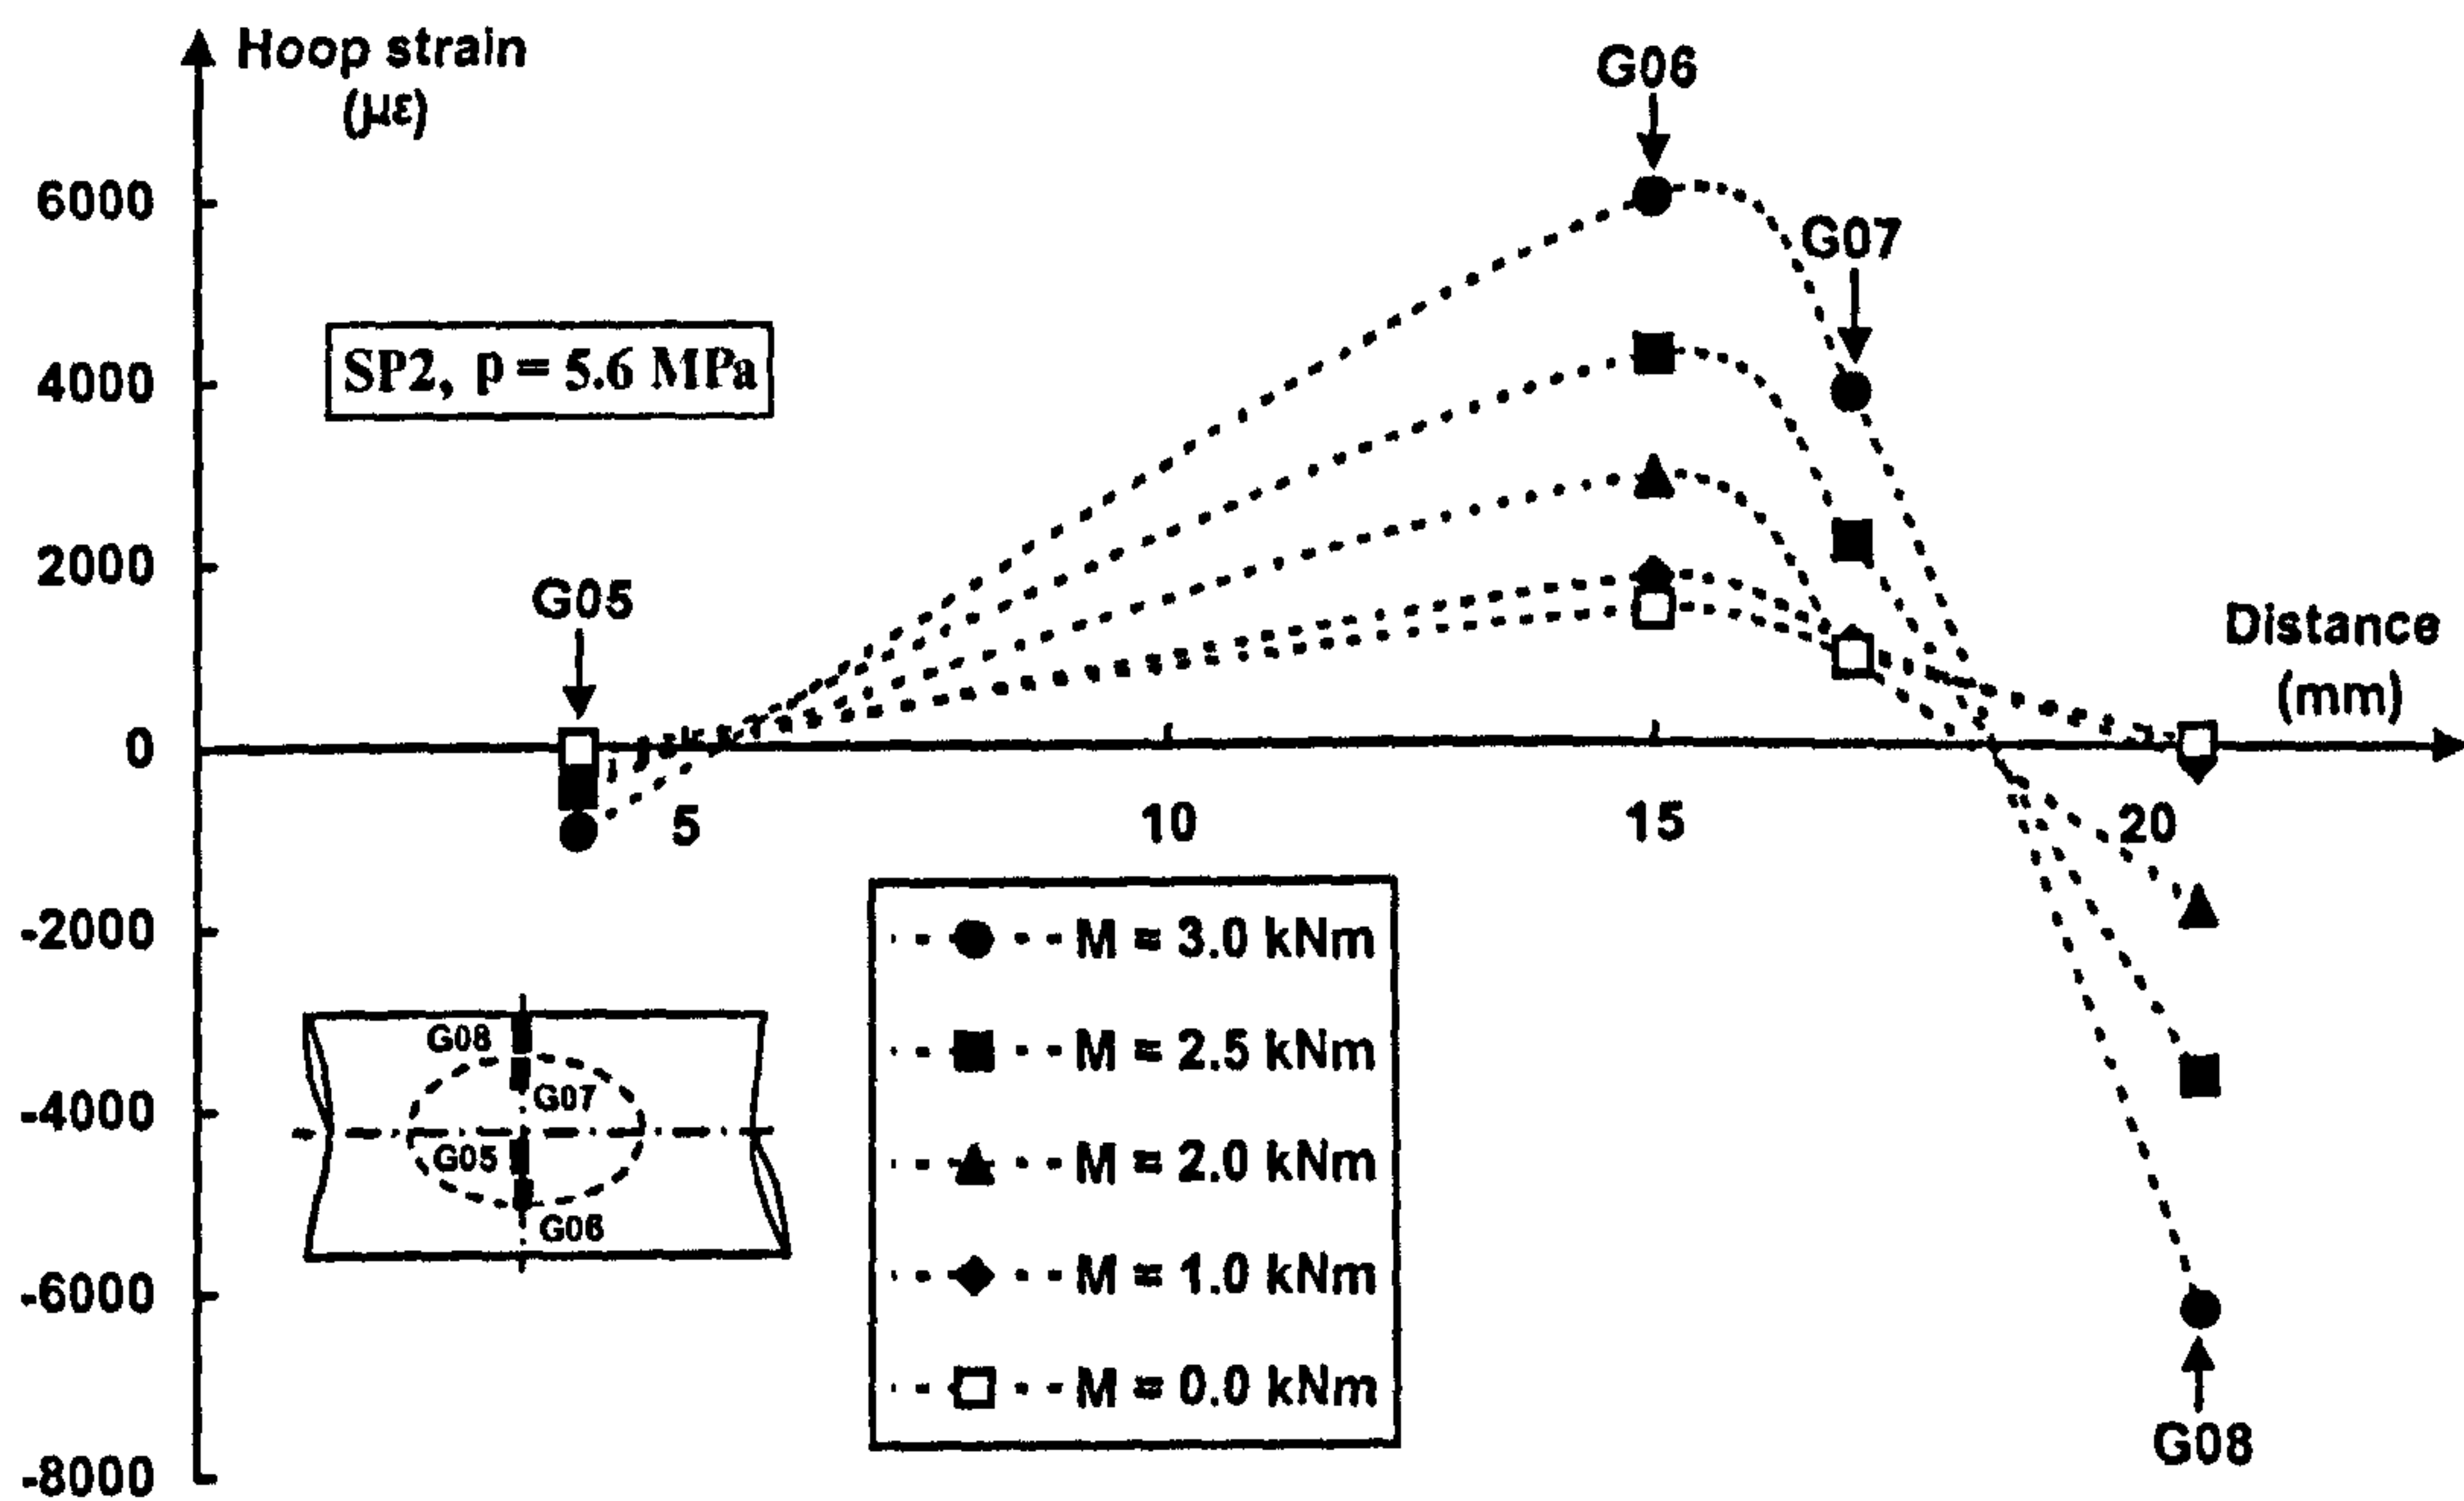 Hoop strain
(µε)
G06
6000
G07
4000
SP2, p = 5.6 MPa
2000
G05
Distance
(mm)
0
5
10
15
20
-2000
M = 3.0 kNm
M = 2.5 kNm
M = 2.0 kNm
M = 1.0 kNm
M = 0.0 kNm
G08
G07
G05
G06
-4000
-6000
-8000
G08